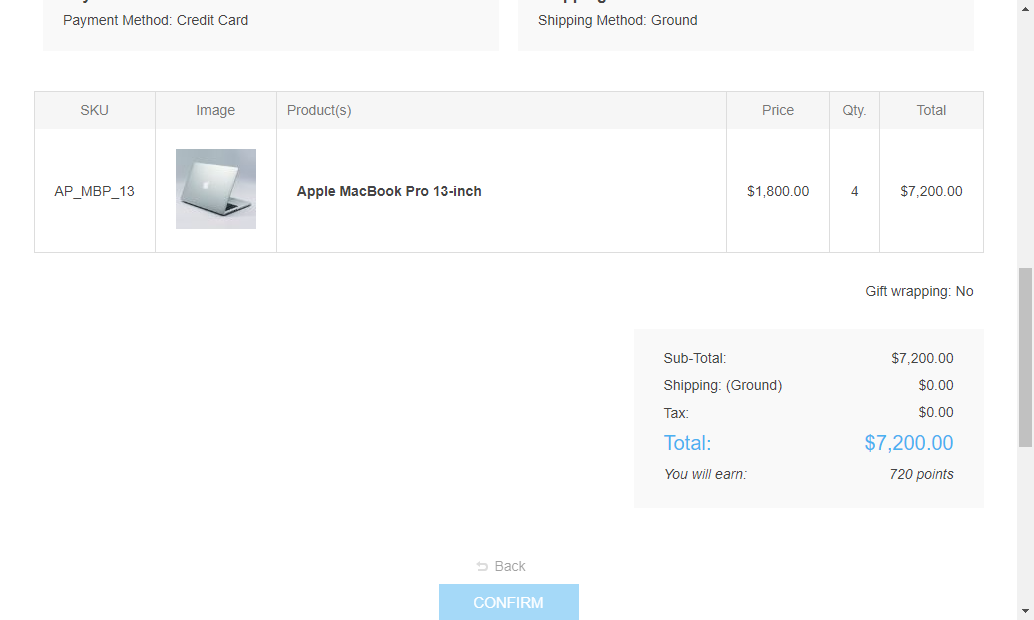 Payment Method: Credit Card
Shipping Method: Ground
SKU Image Product(s) Price Qty. Total
AP_MBP_13 Apple MacBook Pro 13-inch $1,800.00 4 $7,200.00
Gift wrapping: No
Sub-Total: $7,200.00
Shipping: (Ground) $0.00
Tax: $0.00
Total: $7,200.00
You will earn: 720 points
Back
CONFIRM